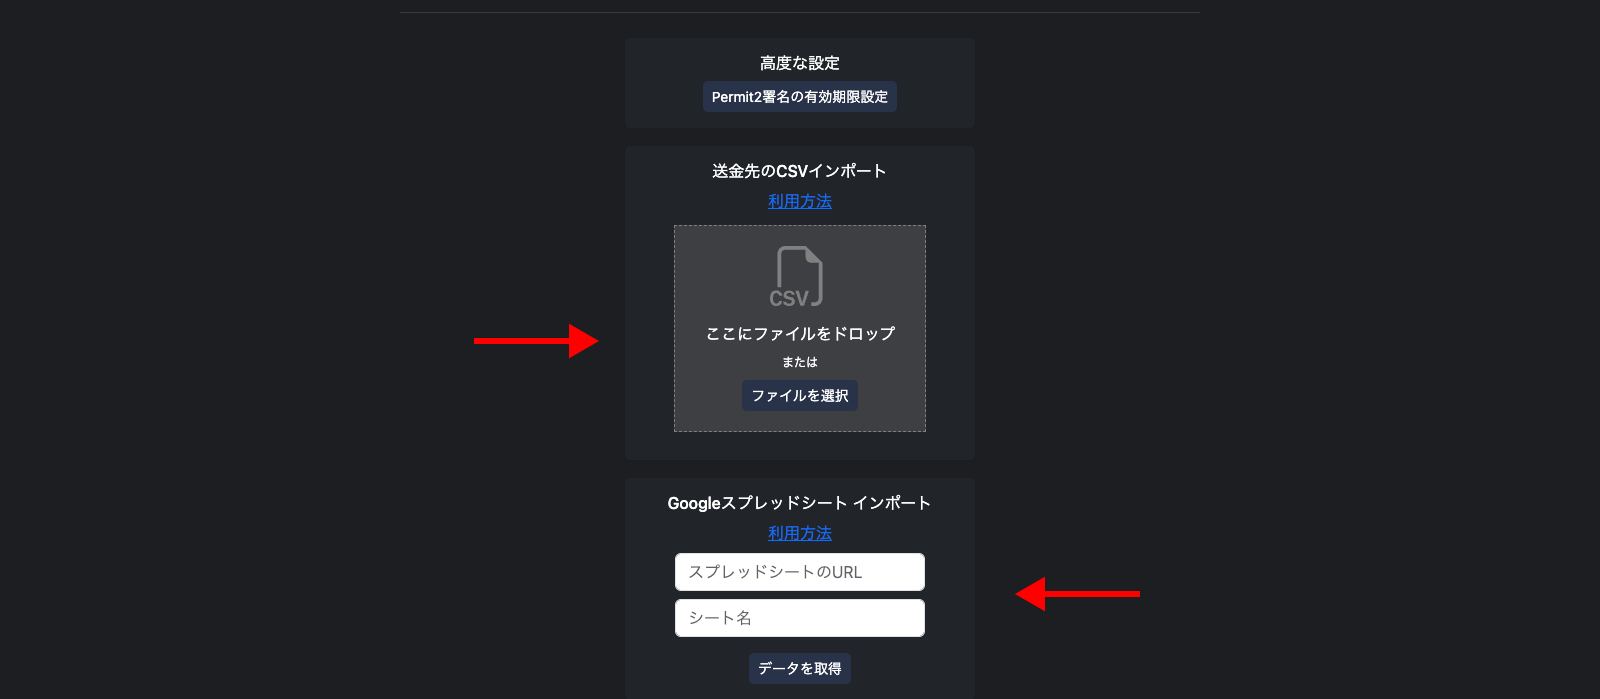 高度な設定
Permit2署名の有効期限設定
送金先のCSVインポート
利用方法
CSV
ここにファイルをドロップ
または
ファイルを選択
Googleスプレッドシート インポート
利用方法
スプレッドシートのURL
シート名
データを取得